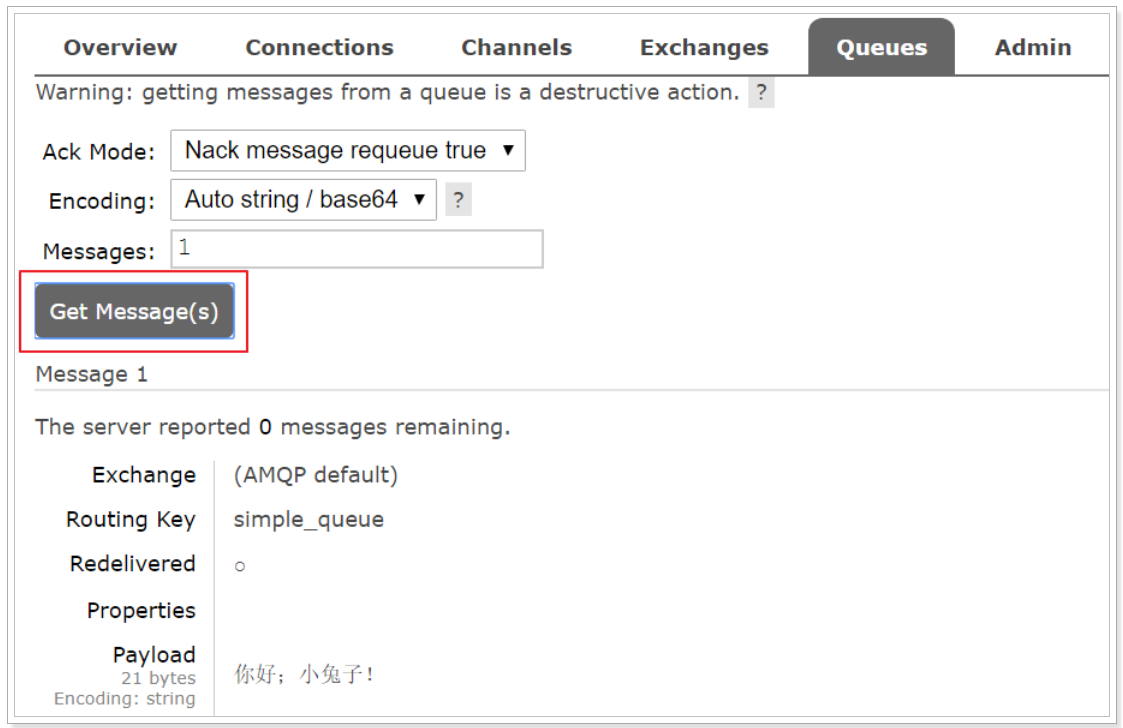 Overview Connections Channels Exchanges Queues Admin
Warning: getting messages from a queue is a destructive action. ?
Ack Mode: Nack message requeue true ▼
Encoding: Auto string / base64 ▼ ?
Messages: 1
Get Message(s)
Message 1
The server reported 0 messages remaining.
Exchange (AMQP default)
Routing Key simple_queue
Redelivered ○
Properties
Payload
21 bytes
Encoding: string
你好；小兔子！